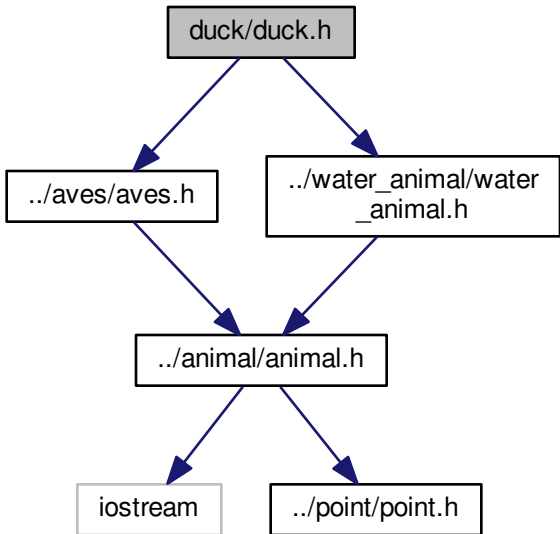 duck/duck.h
../aves/aves.h
../water_animal/water
_animal.h
../animal/animal.h
iostream
../point/point.h